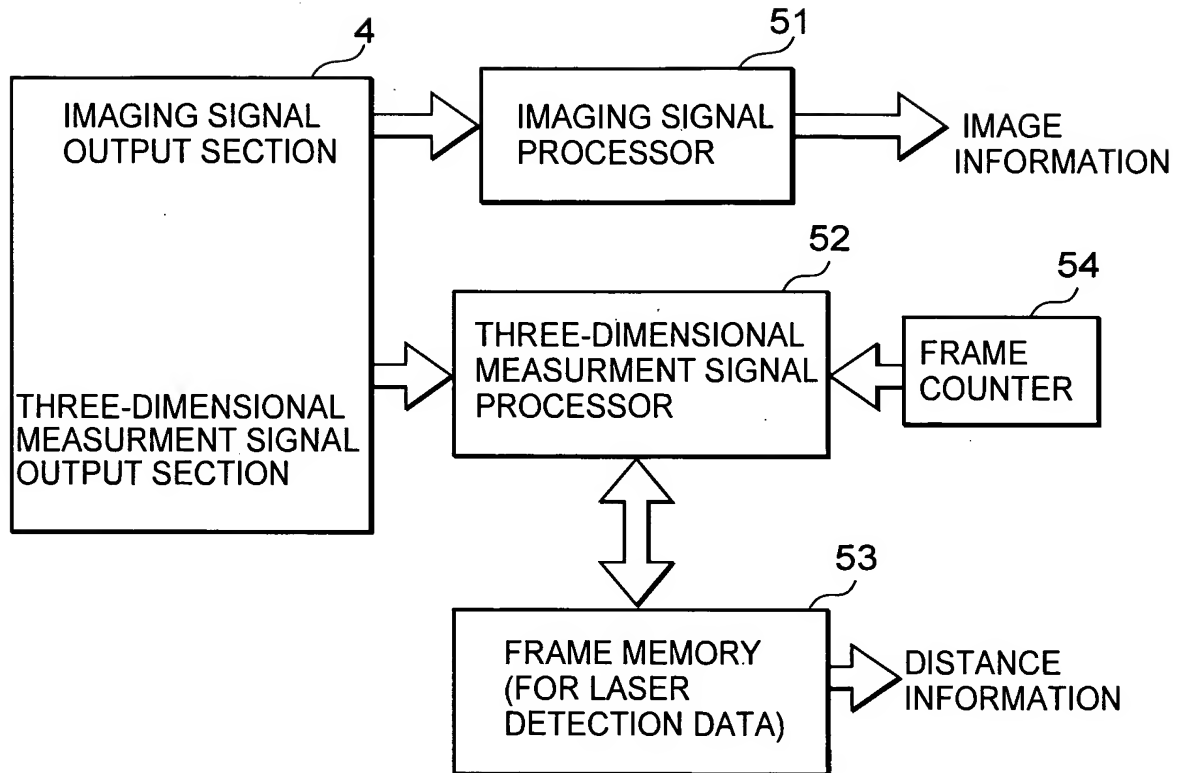 4
IMAGING SIGNAL
OUTPUT SECTION
THREE-DIMENSIONAL
MEASURMENT SIGNAL
OUTPUT SECTION
51
IMAGING SIGNAL
PROCESSOR
IMAGE
INFORMATION
52
THREE-DIMENSIONAL
MEASURMENT SIGNAL
PROCESSOR
54
FRAME
COUNTER
53
FRAME MEMORY
(FOR LASER
DETECTION DATA)
DISTANCE
INFORMATION